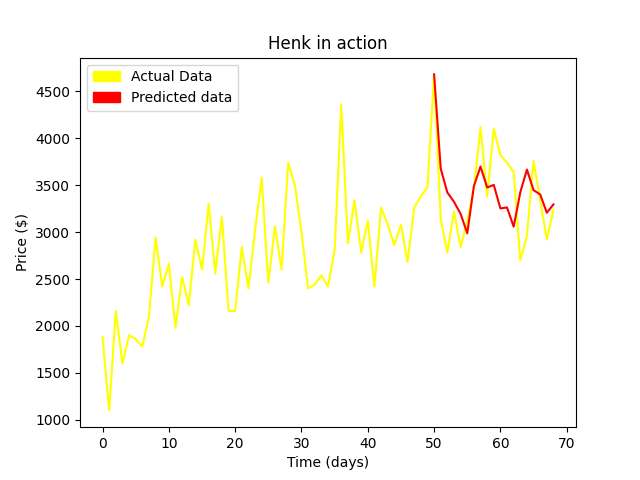 Henk in action
Actual Data
Predicted data
Price ($)
4500
4000
3500
3000
2500
2000
1500
1000
0 10 20 30 40 50 60 70
Time (days)